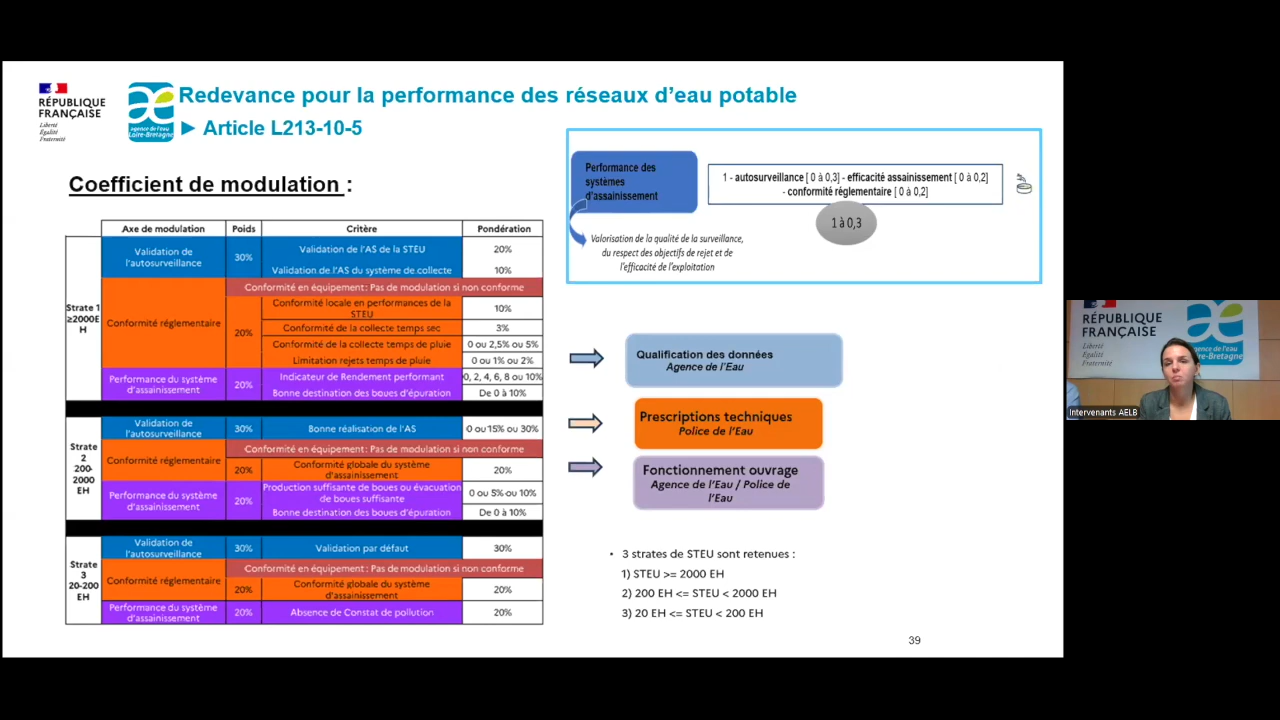 RÉPUBLIQUE
FRANÇAISE
Liberté
Égalité
Fraternité
agence de l'eau
Loire-Bretagne
Redevance pour la performance des réseaux d'eau potable
► Article L213-10-5
Coefficient de modulation :
Axe de modulation Poids Critère Pondération
Strate 1
≥2000E
H
Validation de
l'autosurveillance
30%
Validation de l'AS de la STEU 20%
Validation de l'AS du système de collecte 10%
Conformité réglementaire
20%
Conformité en équipement: Pas de modulation si non conforme
Conformité locale en performances de la
STEU
10%
Conformité de la collecte temps sec 3%
Conformité de la collecte temps de pluie 0 ou 2,5% ou 5%
Limitation rejets temps de pluie 0 ou 1% ou 2%
Performance du système
d'assainissement
20%
Indicateur de Rendement performant 0, 2, 4, 6, 8 ou 10%
Bonne destination des boues d'épuration De 0 à 10%
Strate
2
200-
2000
EH
Validation de
l'autosurveillance
30% Bonne réalisation de l'AS 0 ou 15% ou 30%
Conformité réglementaire
Conformité en équipement: Pas de modulation si non conforme
20%
Conformité globale du système
d'assainissement
20%
Performance du système
d'assainissement
20%
Production suffisante de boues ou évacuation
de boues suffisante
0 ou 5% ou 10%
Bonne destination des boues d'épuration De 0 à 10%
Strate
3
20-200
EH
Validation de
l'autosurveillance
30% Validation par défaut 30%
Conformité réglementaire
Conformité en équipement: Pas de modulation si non conforme
20%
Conformité globale du système
d'assainissement
20%
Performance du système
d'assainissement
20% Absence de Constat de pollution 20%
Performance des
systèmes
d'assainissement
1 - autosurveillance [ 0 à 0,3] - efficacité assainissement [ 0 à 0,2]
- conformité réglementaire [ 0 à 0,2]
1 à 0,3
Valorisation de la qualité de la surveillance,
du respect des objectifs de rejet et de
l'efficacité de l'exploitation
Qualification des données
Agence de l'Eau
Prescriptions techniques
Police de l'Eau
Fonctionnement ouvrage
Agence de l'Eau / Police de
l'Eau
• 3 strates de STEU sont retenues :
1) STEU >= 2000 EH
2) 200 EH <= STEU < 2000 EH
3) 20 EH <= STEU < 200 EH
39
RÉPUBLIQUE
FRANÇAISE
Liberté
Égalité
Fraternité
agence de l'eau
Loire-Bretagne
Intervenants AELB